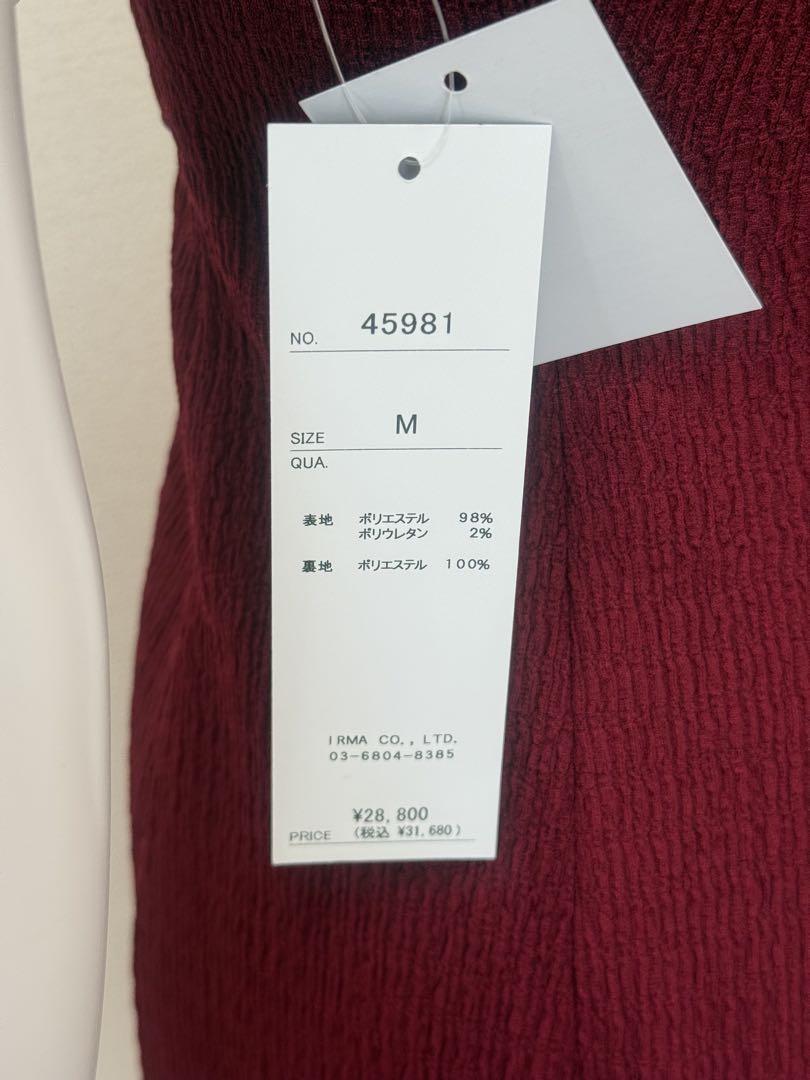 NO. 45981
SIZE M
QUA.
表地 ポリエステル 98%
ポリウレタン 2%
裏地 ポリエステル 100%
IRMA CO., LTD.
03-6804-8385
¥28,800
PRICE (税込 ¥31,680)